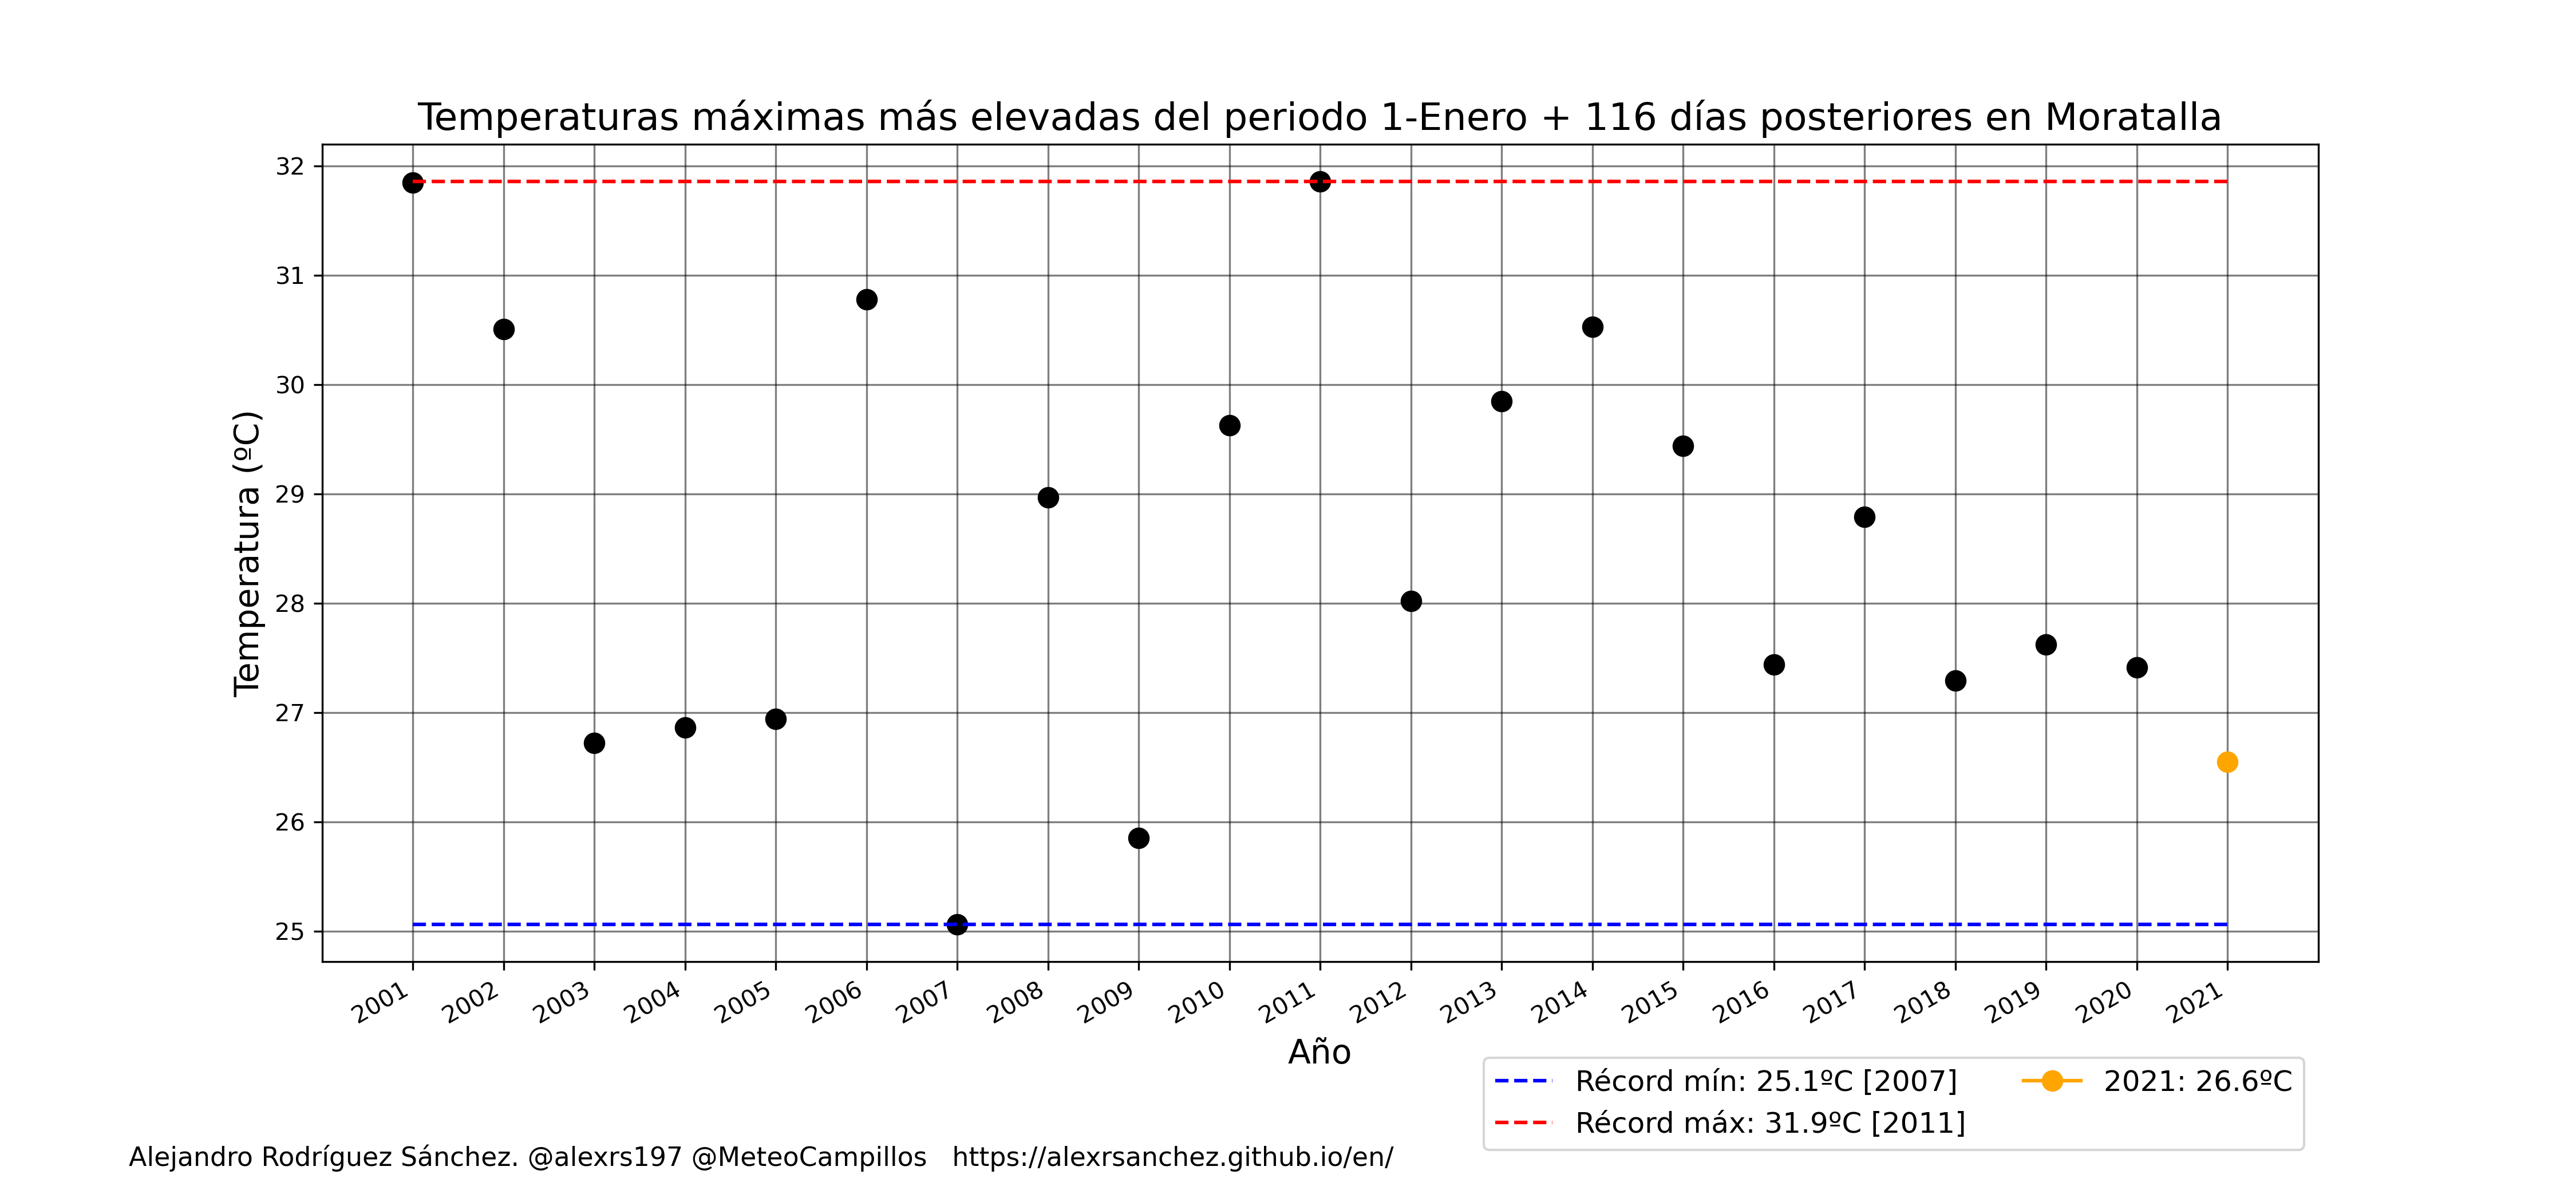 Temperaturas máximas más elevadas del periodo 1-Enero + 116 días posteriores en Moratalla
32
31
30
29
28
27
26
25
Temperatura (ºC)
2001 2002 2003 2004 2005 2006 2007 2008 2009 2010 2011 2012 2013 2014 2015 2016 2017 2018 2019 2020 2021
Año
Récord mín: 25.1ºC [2007] 2021: 26.6ºC
Récord máx: 31.9ºC [2011]
Alejandro Rodríguez Sánchez. @alexrs197 @MeteoCampillos https://alexrsanchez.github.io/en/